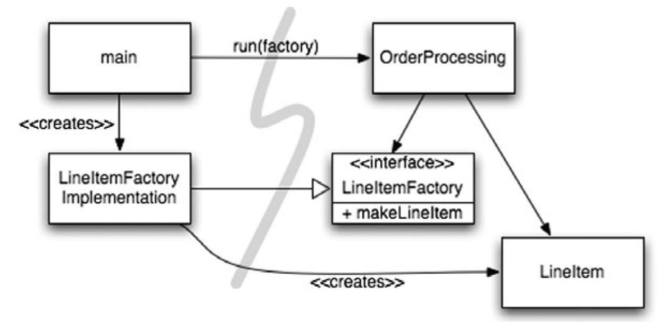 main
run(factory)
OrderProcessing
<<creates>>
LineItemFactory
Implementation
<<interface>>
LineItemFactory
+ makeLineItem
<<creates>>
LineItem